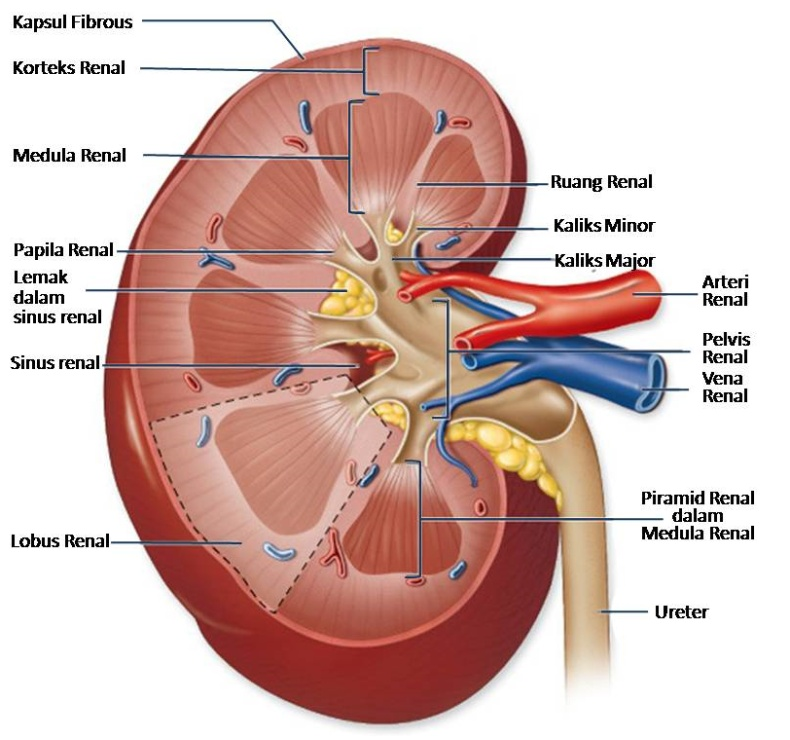 Kapsul Fibrous
Korteks Renal
Medula Renal
Ruang Renal
Kaliks Minor
Papila Renal
Kaliks Major
Lemak
dalam
sinus renal
Arteri
Renal
Sinus renal
Pelvis
Renal
Vena
Renal
Piramid Renal
dalam
Medula Renal
Lobus Renal
Ureter